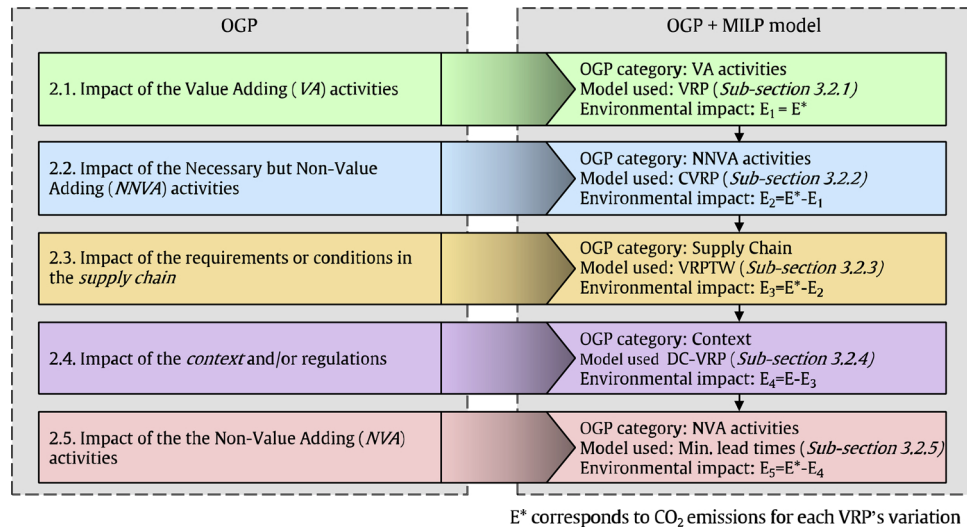 OGP
OGP + MILP model
2.1. Impact of the Value Adding (VA) activities
OGP category: VA activities
Model used: VRP (Sub-section 3.2.1)
Environmental impact: E₁ = E*
2.2. Impact of the Necessary but Non-Value
Adding (NNVA) activities
OGP category: NNVA activities
Model used: CVRP (Sub-section 3.2.2)
Environmental impact: E₂=E*-E₁
2.3. Impact of the requirements or conditions in
the supply chain
OGP category: Supply Chain
Model used: VRPTW (Sub-section 3.2.3)
Environmental impact: E₃=E*-E₂
2.4. Impact of the context and/or regulations
OGP category: Context
Model used DC-VRP (Sub-section 3.2.4)
Environmental impact: E₄=E-E₃
2.5. Impact of the the Non-Value Adding (NVA)
activities
OGP category: NVA activities
Model used: Min. lead times (Sub-section 3.2.5)
Environmental impact: E₅=E*-E₄
E* corresponds to CO₂ emissions for each VRP's variation